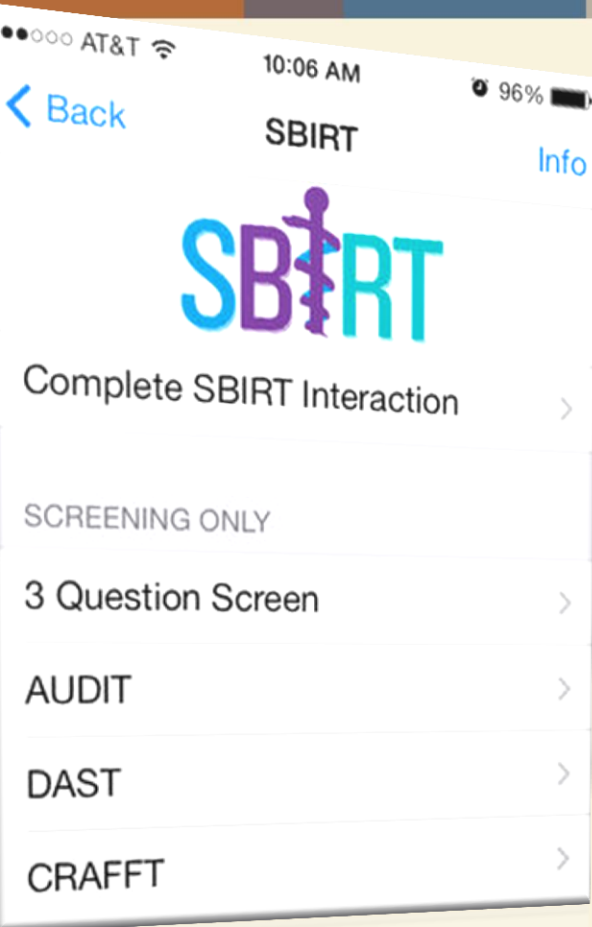 AT&T
10:06 AM
96%
Back
SBIRT
Info
SBIRT
Complete SBIRT Interaction
SCREENING ONLY
3 Question Screen
AUDIT
DAST
CRAFFT